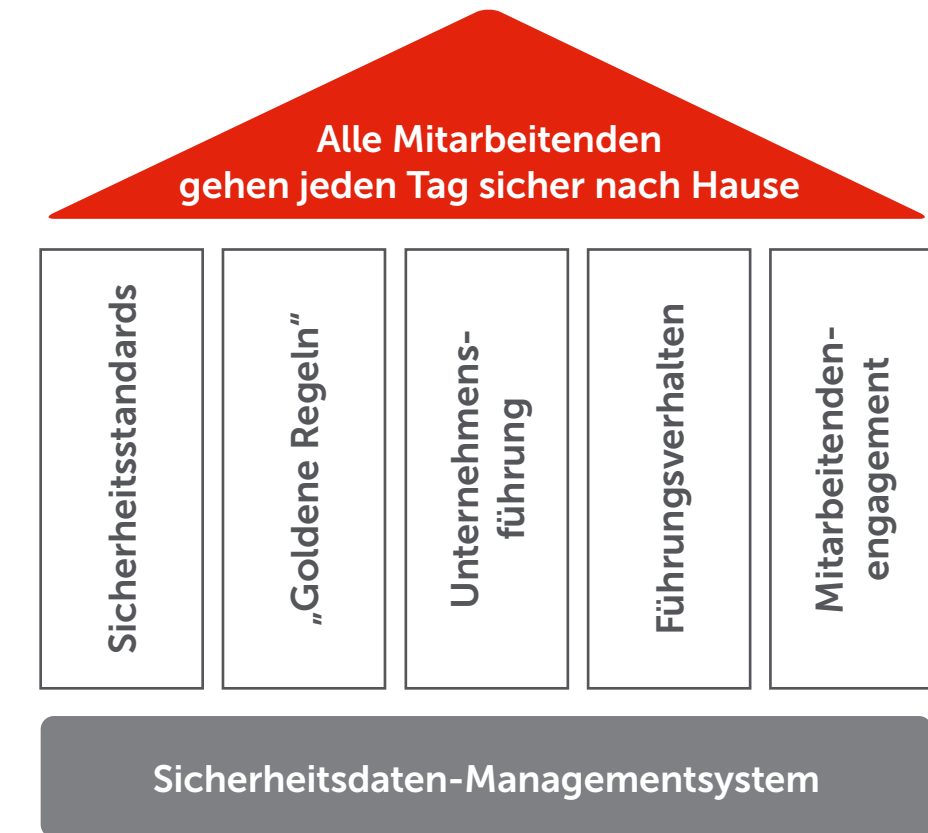 Alle Mitarbeitenden
gehen jeden Tag sicher nach Hause
Sicherheitsstandards
„Goldene Regeln“
Unternehmens-
führung
Führungsverhalten
Mitarbeitenden-
engagement
Sicherheitsdaten-Managementsystem